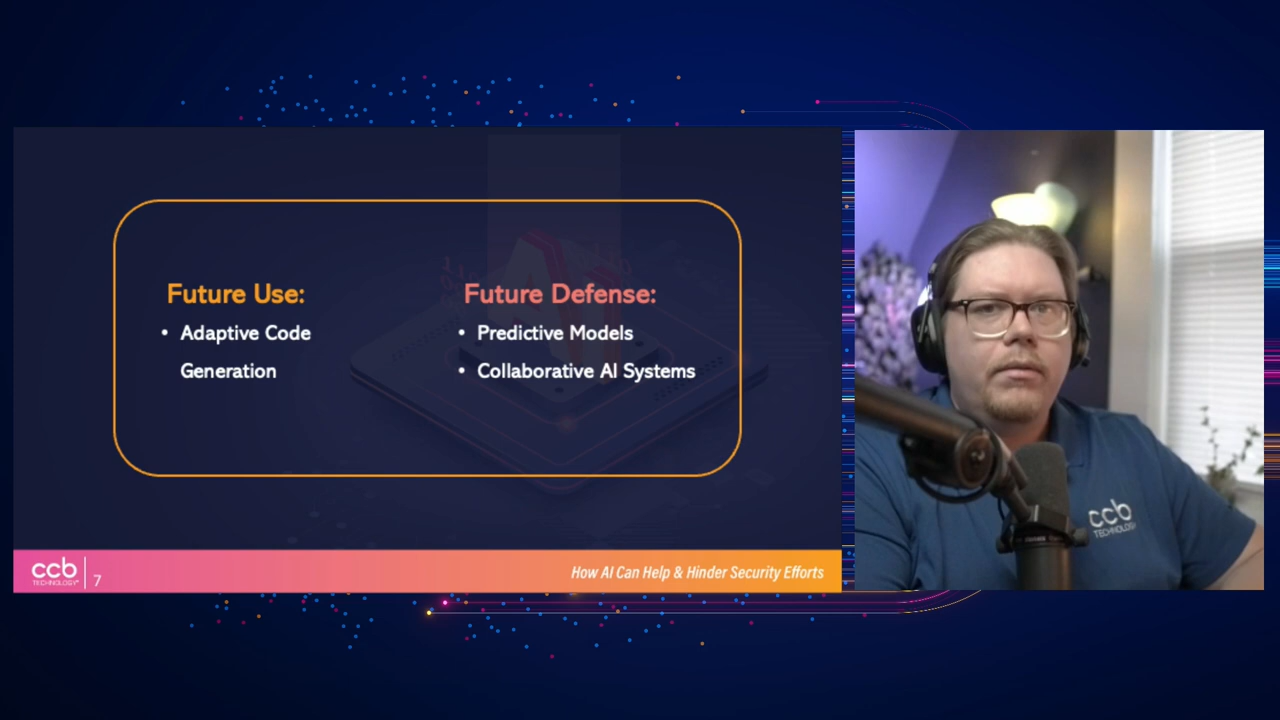 Future Use:
• Adaptive Code
Generation
Future Defense:
• Predictive Models
• Collaborative AI Systems
ccb
TECHNOLOGY
7
How AI Can Help & Hinder Security Efforts
ccb
TECHNOLOGY